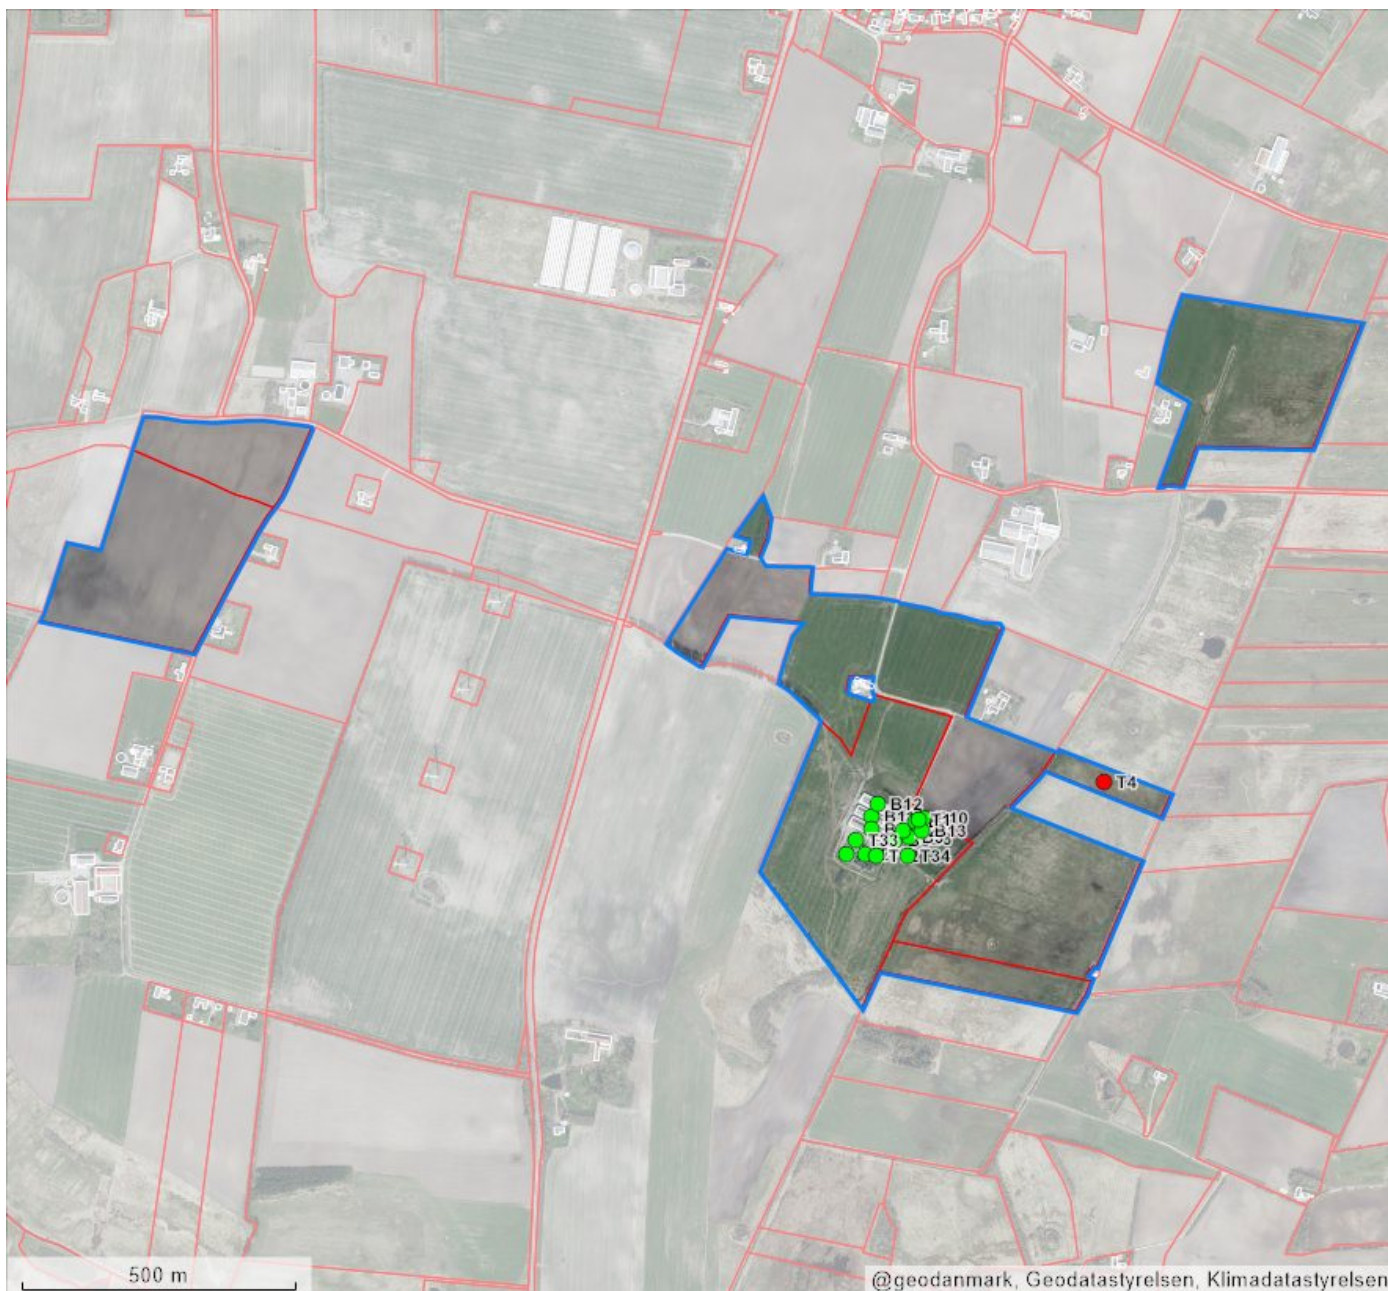 T4
B12
T10
B13
T33
T34
500 m
@geodanmark, Geodatastyrelsen, Klimadatastyrelsen